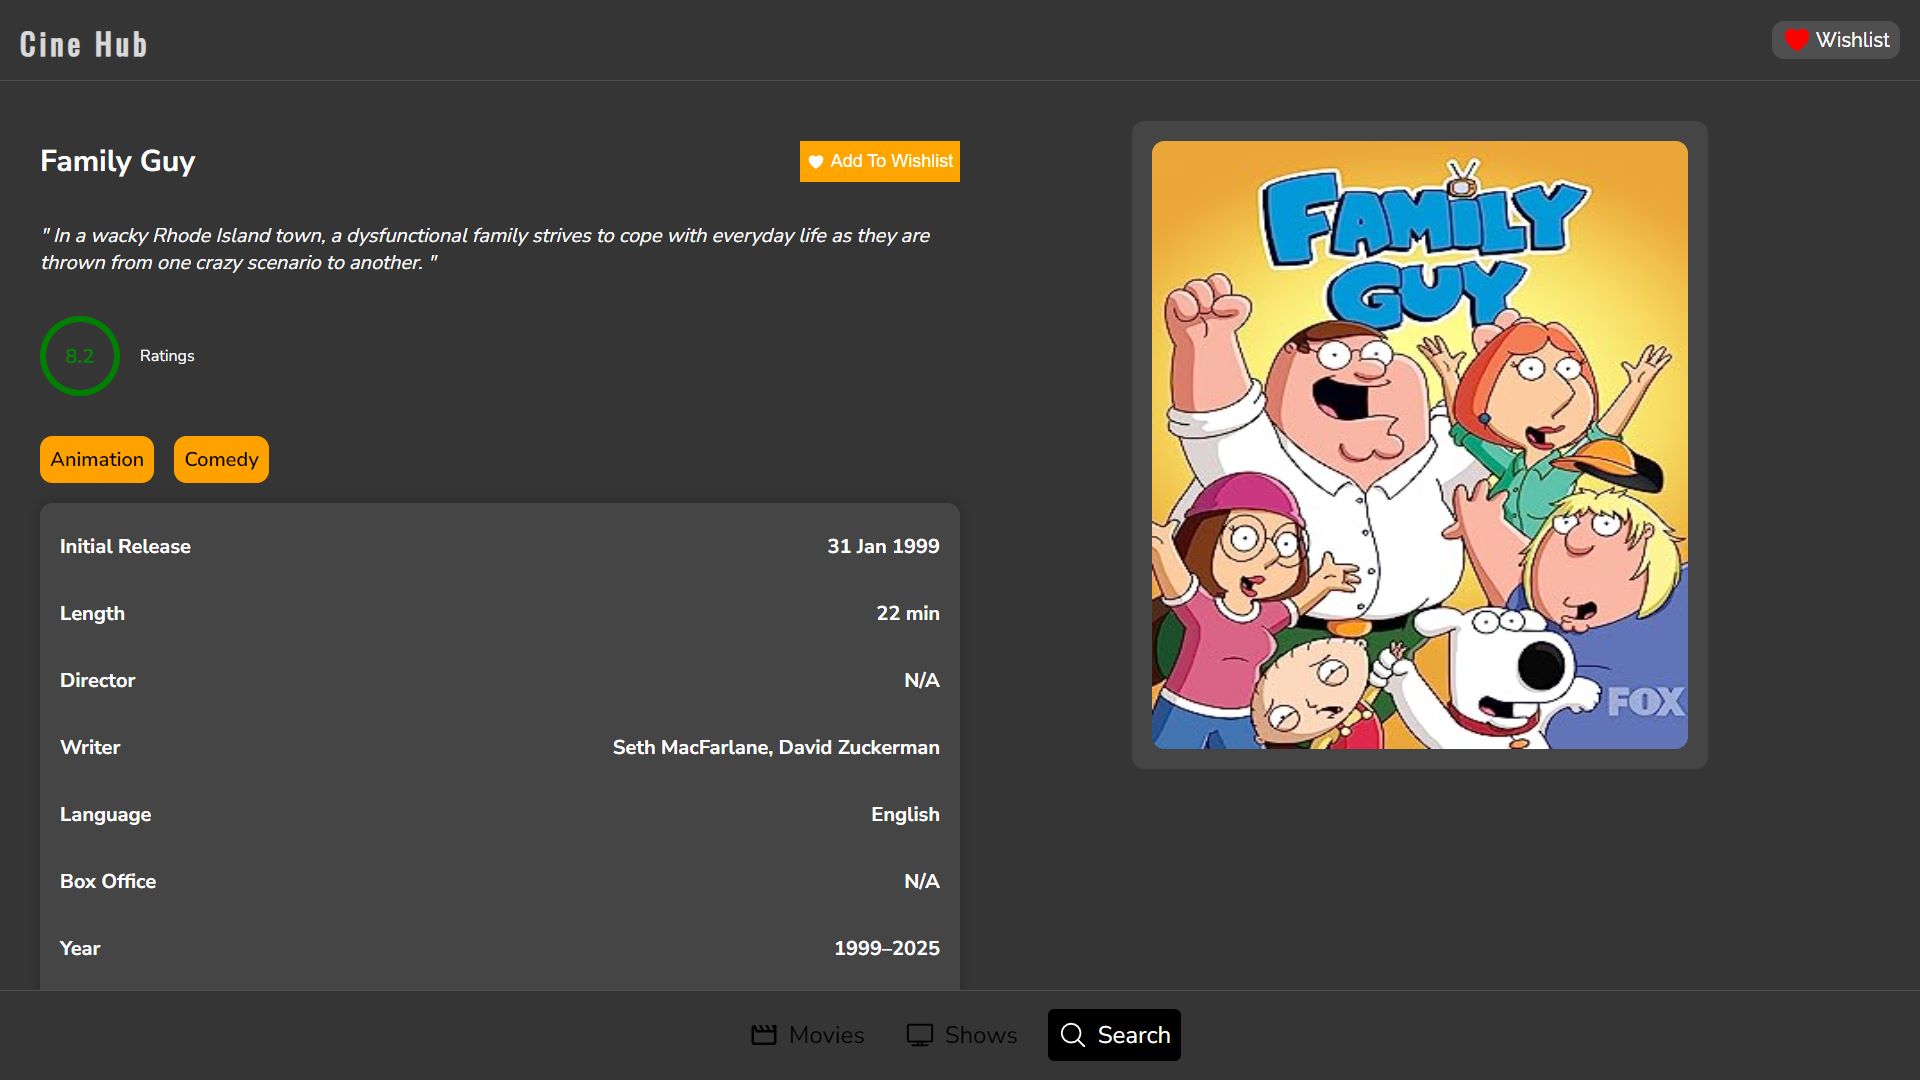 Cine Hub
Wishlist
Family Guy
Add To Wishlist
" In a wacky Rhode Island town, a dysfunctional family strives to cope with everyday life as they are
thrown from one crazy scenario to another. "
8.2
Ratings
Animation
Comedy
Initial Release
31 Jan 1999
Length
22 min
Director
N/A
Writer
Seth MacFarlane, David Zuckerman
Language
English
Box Office
N/A
Year
1999–2025
FAMILY
GUY
FOX
Movies
Shows
Search